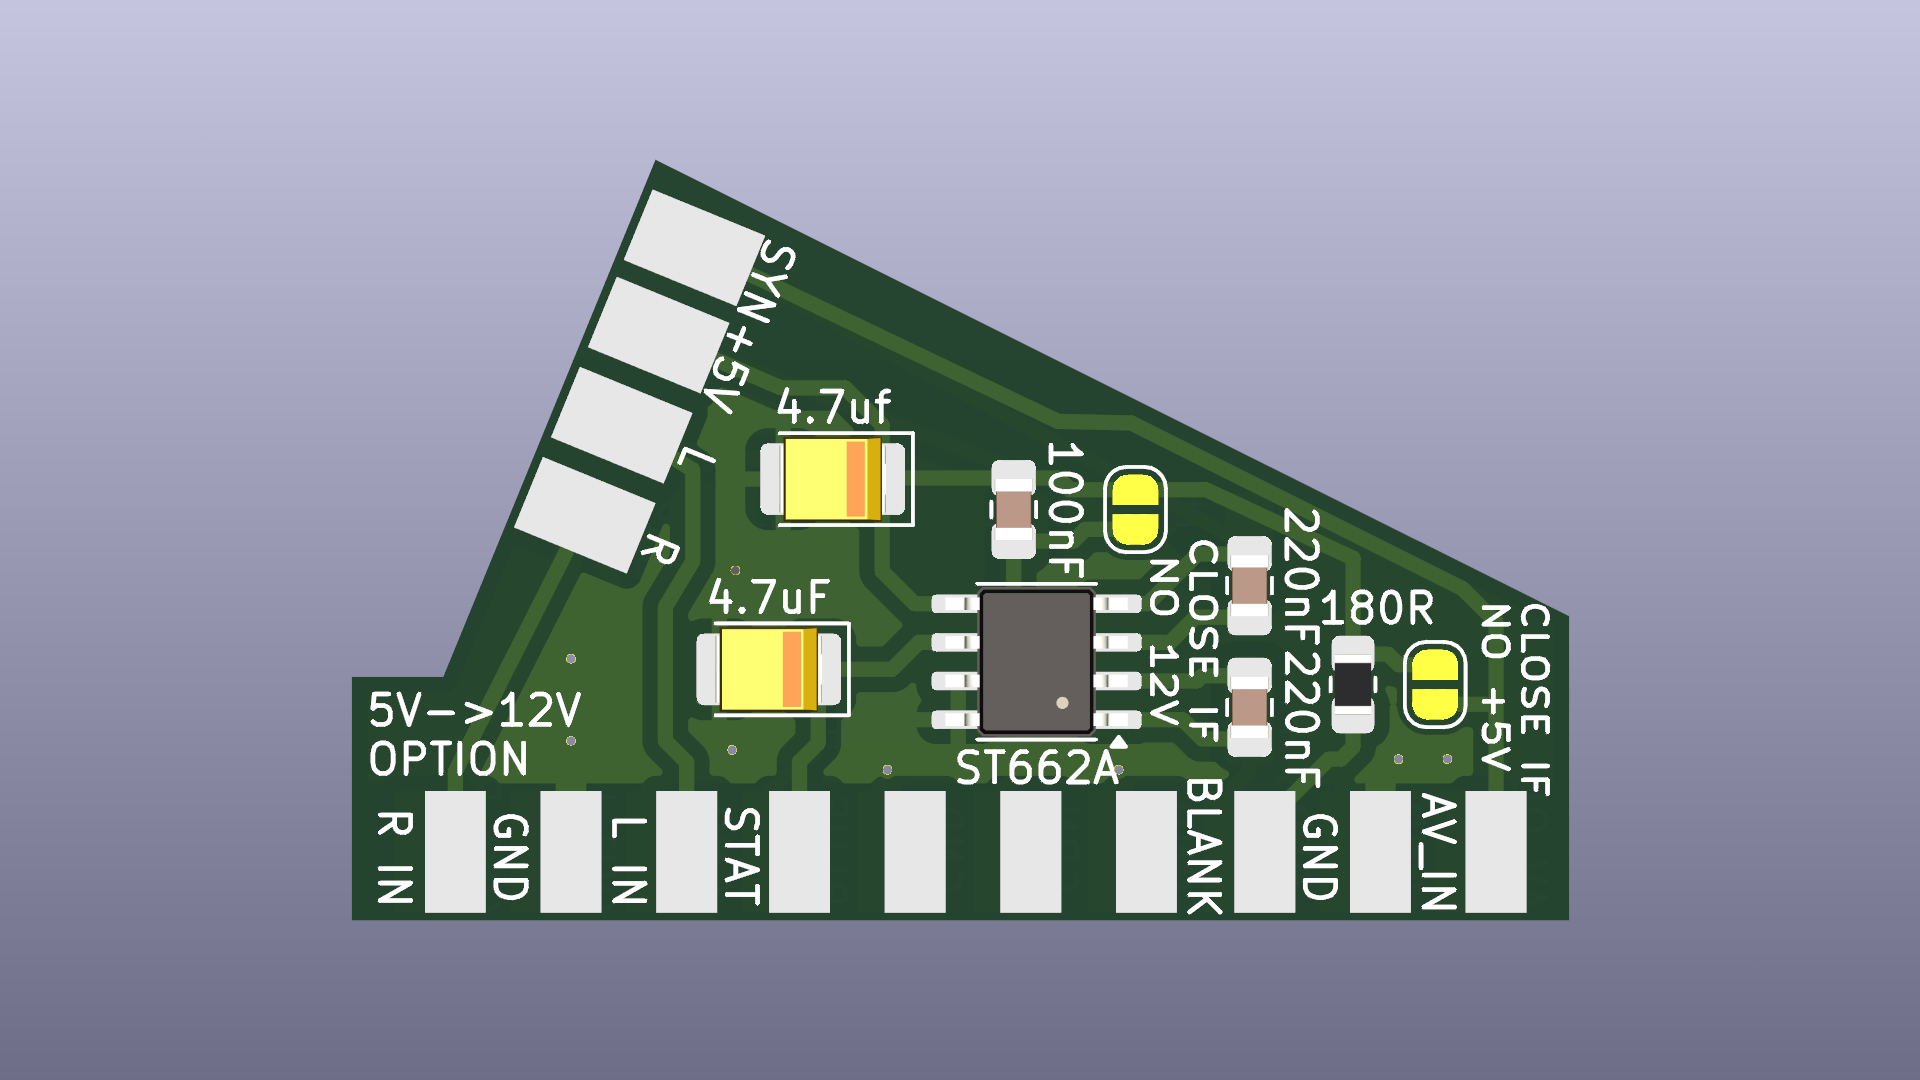 SYN
+5V
L
R
4.7uf
100nF
4.7uF
NO 12V
CLOSE IF
220nF
220nF
180R
NO +5V
CLOSE IF
5V->12V
OPTION
ST662A
R IN
GND
L IN
STAT
BLANK
GND
AV_IN